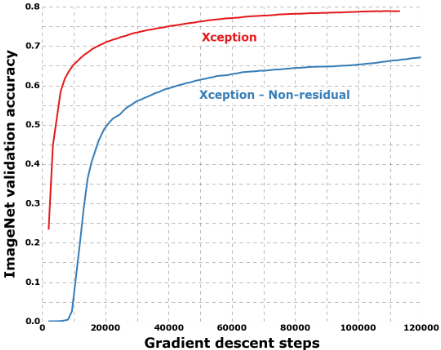 0.8
0.7
0.6
0.5
0.4
0.3
0.2
0.1
0.0
ImageNet validation accuracy
Xception
Xception – Non–residual
0 20000 40000 60000 80000 100000 120000
Gradient descent steps